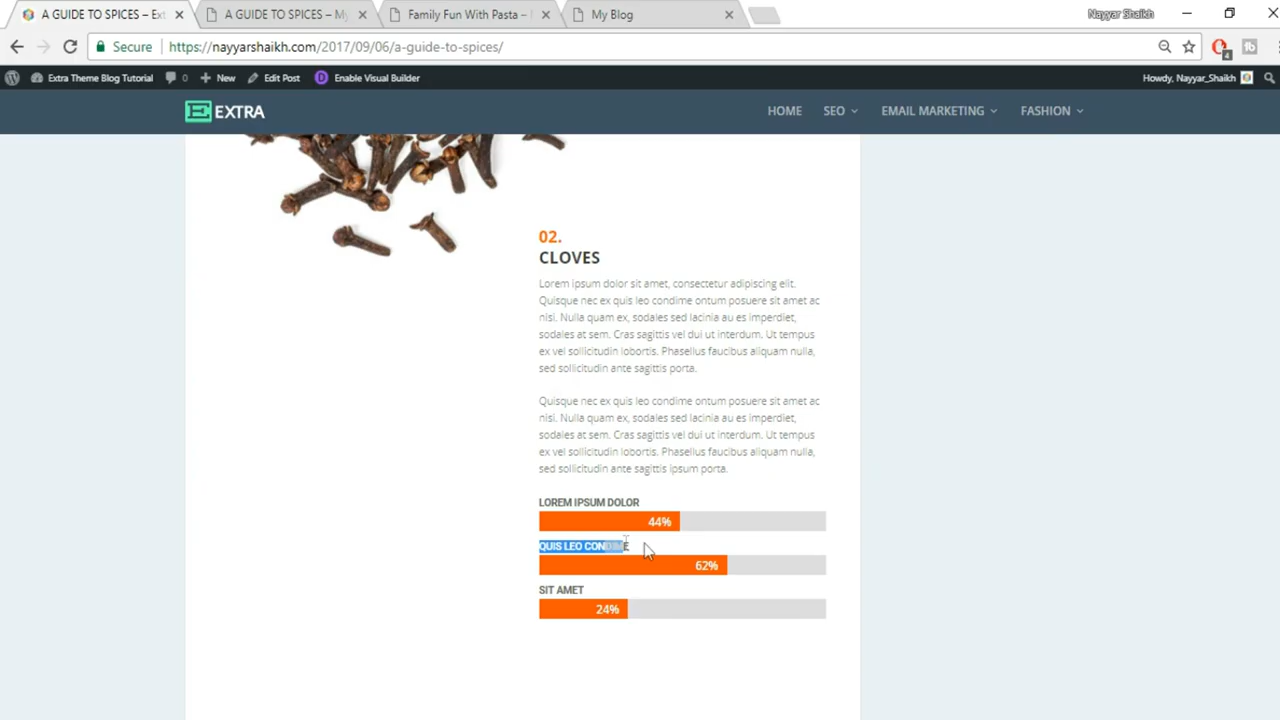 A GUIDE TO SPICES – Ext
A GUIDE TO SPICES – My
Family Fun With Pasta –
My Blog
Nayyar Shaikh
Secure
https://nayyarshaikh.com/2017/09/06/a-guide-to-spices/
4
Extra Theme Blog Tutorial
0
New
Edit Post
D
Enable Visual Builder
Howdy, Nayyar_Shaikh
E EXTRA
HOME
SEO
EMAIL MARKETING
FASHION
02.
CLOVES
Lorem ipsum dolor sit amet, consectetur adipiscing elit.
Quisque nec ex quis leo condime ontum posuere sit amet ac
nisi. Nulla quam ex, sodales sed lacinia au es imperdiet,
sodales at sem. Cras sagittis vel dui ut interdum. Ut tempus
ex vel sollicitudin lobortis. Phasellus faucibus aliquam nulla,
sed sollicitudin ante sagittis porta.
Quisque nec ex quis leo condime ontum posuere sit amet ac
nisi. Nulla quam ex, sodales sed lacinia au es imperdiet,
sodales at sem. Cras sagittis vel dui ut interdum. Ut tempus
ex vel sollicitudin lobortis. Phasellus faucibus aliquam nulla,
sed sollicitudin ante sagittis ipsum porta.
LOREM IPSUM DOLOR
44%
QUIS LEO CONDIME
62%
SIT AMET
24%